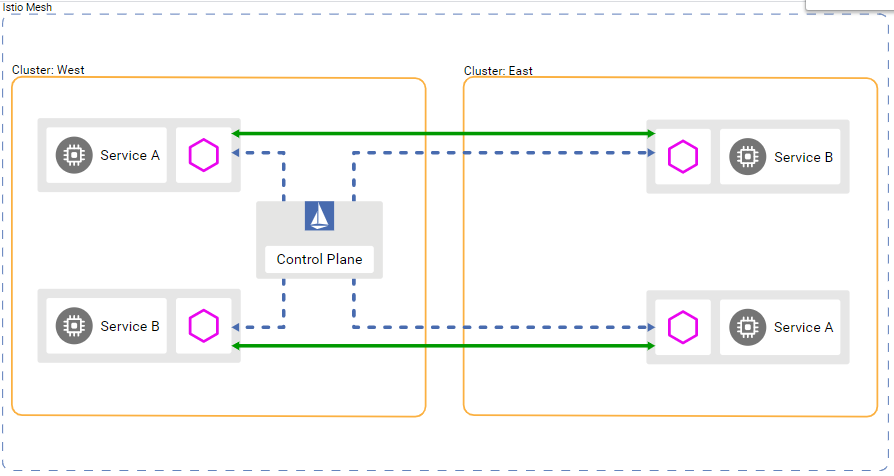 Istio Mesh
Cluster: West
Cluster: East
Service A
Service B
Control Plane
Service B
Service A